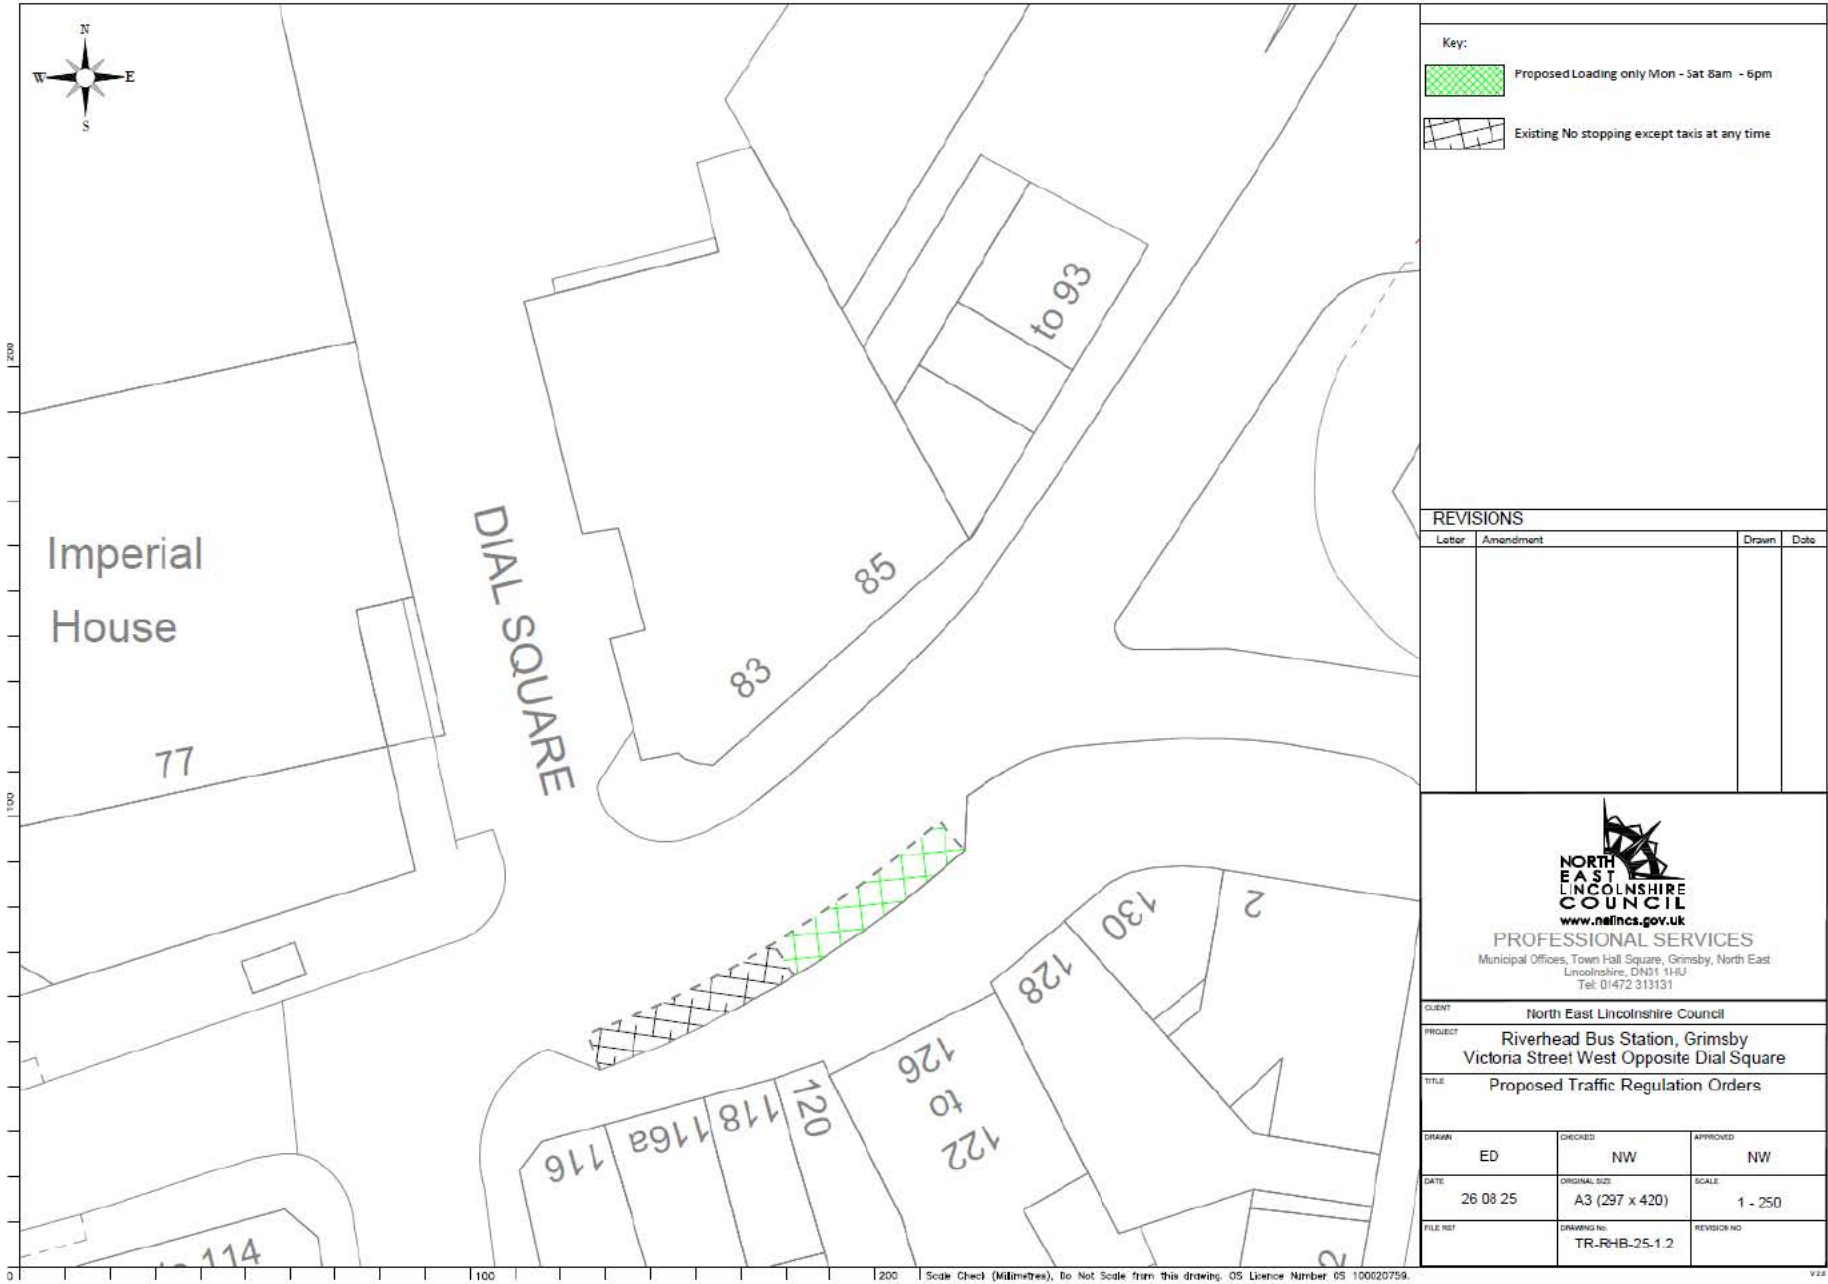 N
W E
S
Imperial
House
77
DIAL SQUARE
83
85
to 93
116
116a
118
120
126
to
122
128
130
2
114
200
100
0
100
200
Scale Check (Millimetres), Do Not Scale from this drawing. OS Licence Number OS 100020759.
Key:
Proposed Loading only Mon - Sat 8am - 6pm
Existing No stopping except taxis at any time
REVISIONS
Letter Amendment Drawn Date
NORTH
EAST
LINCOLNSHIRE
COUNCIL
www.nelincs.gov.uk
PROFESSIONAL SERVICES
Municipal Offices, Town Hall Square, Grimsby, North East
Lincolnshire, DN31 1HU
Tel: 01472 313131
CLIENT
North East Lincolnshire Council
PROJECT
Riverhead Bus Station, Grimsby
Victoria Street West Opposite Dial Square
TITLE
Proposed Traffic Regulation Orders
DRAWN CHECKED APPROVED
ED NW NW
DATE ORIGINAL SIZE SCALE
26 08 25 A3 (297 x 420) 1 - 250
FILE REF DRAWING No. REVISION NO
TR-RHB-25-1.2